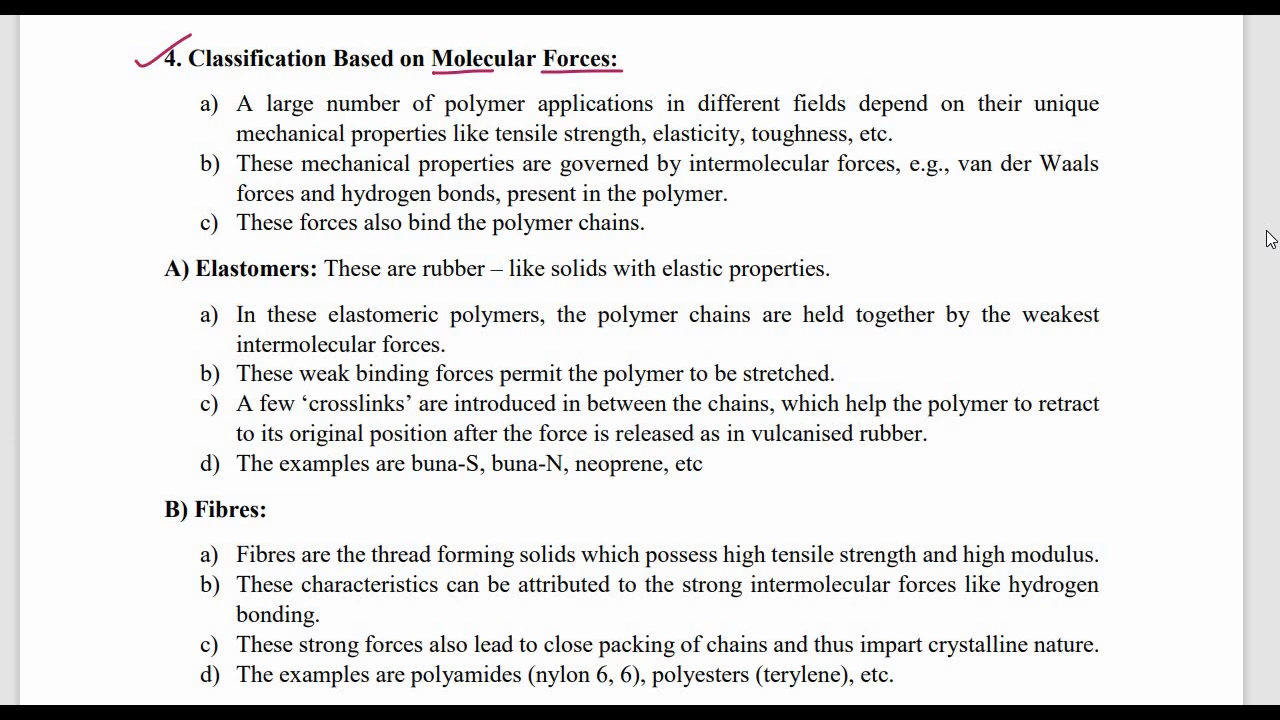 4. Classification Based on Molecular Forces:
a) A large number of polymer applications in different fields depend on their unique
mechanical properties like tensile strength, elasticity, toughness, etc.
b) These mechanical properties are governed by intermolecular forces, e.g., van der Waals
forces and hydrogen bonds, present in the polymer.
c) These forces also bind the polymer chains.
A) Elastomers: These are rubber – like solids with elastic properties.
a) In these elastomeric polymers, the polymer chains are held together by the weakest
intermolecular forces.
b) These weak binding forces permit the polymer to be stretched.
c) A few ‘crosslinks’ are introduced in between the chains, which help the polymer to retract
to its original position after the force is released as in vulcanised rubber.
d) The examples are buna-S, buna-N, neoprene, etc
B) Fibres:
a) Fibres are the thread forming solids which possess high tensile strength and high modulus.
b) These characteristics can be attributed to the strong intermolecular forces like hydrogen
bonding.
c) These strong forces also lead to close packing of chains and thus impart crystalline nature.
d) The examples are polyamides (nylon 6, 6), polyesters (terylene), etc.